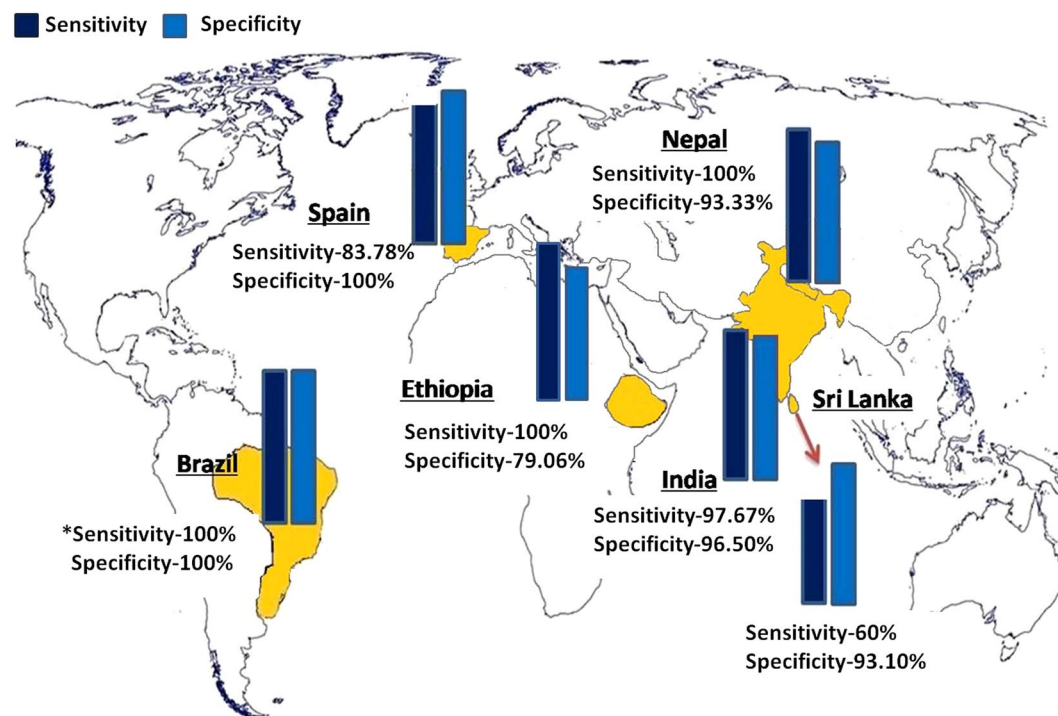 Sensitivity Specificity
Nepal
Sensitivity-100%
Specificity-93.33%
Spain
Sensitivity-83.78%
Specificity-100%
Ethiopia
Sensitivity-100%
Specificity-79.06%
Sri Lanka
Brazil
*Sensitivity-100%
Specificity-100%
India
Sensitivity-97.67%
Specificity-96.50%
Sensitivity-60%
Specificity-93.10%